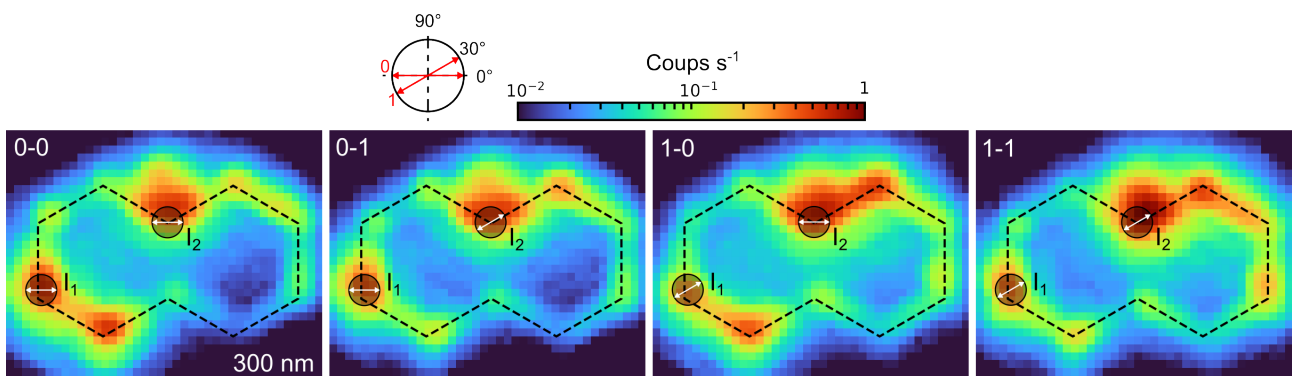 90°
30°
0
0°
1
Coups s⁻¹
10⁻²
10⁻¹
1
0-0
I₂
I₁
300 nm
0-1
I₂
I₁
1-0
I₂
I₁
1-1
I₂
I₁